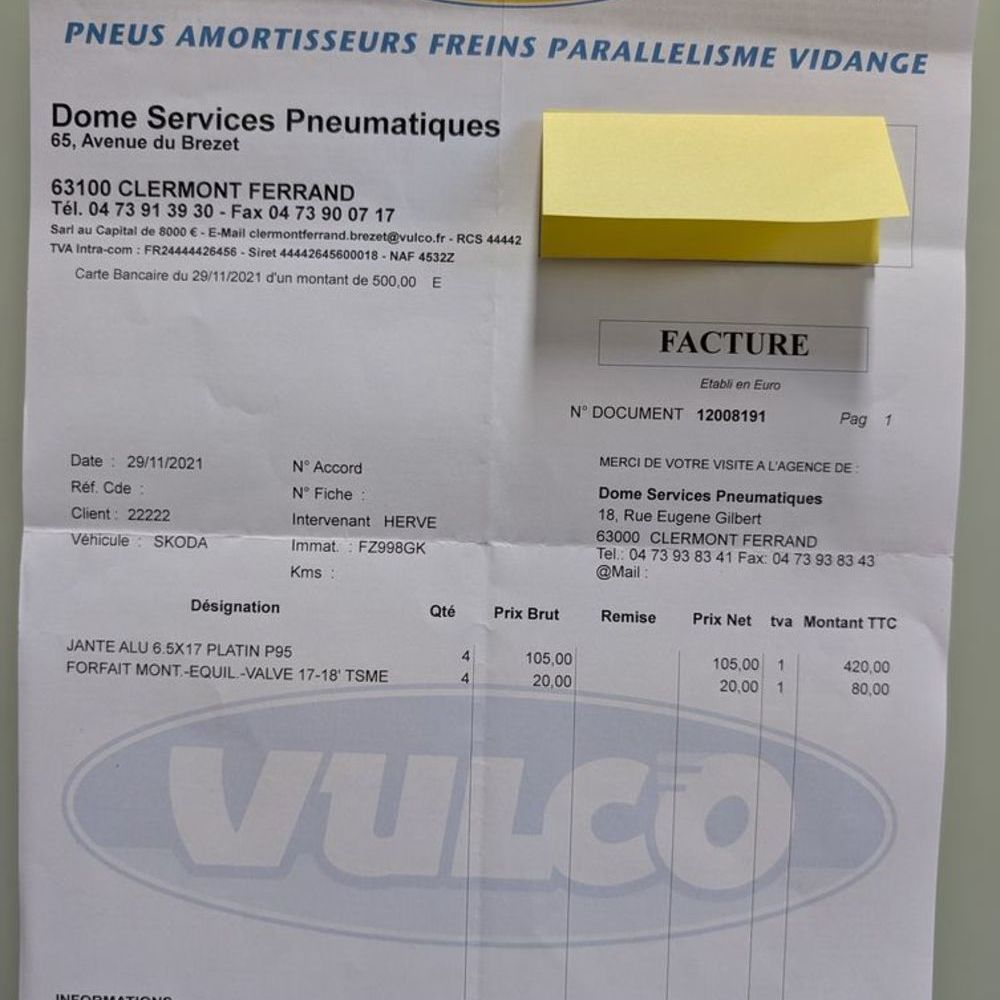 PNEUS AMORTISSEURS FREINS PARALLELISME VIDANGE
Dome Services Pneumatiques
65, Avenue du Brezet
63100 CLERMONT FERRAND
Tél. 04 73 91 39 30 - Fax 04 73 90 07 17
Sarl au Capital de 8000 € - E-Mail clermontferrand.brezet@vulco.fr - RCS 44442
TVA Intra-com : FR24444426456 - Siret 44442645600018 - NAF 4532Z
Carte Bancaire du 29/11/2021 d'un montant de 500,00 E
FACTURE
Etabli en Euro
N° DOCUMENT 12008191 Pag 1
Date : 29/11/2021
Réf. Cde :
Client : 22222
Véhicule : SKODA
N° Accord
N° Fiche :
Intervenant HERVE
Immat. : FZ998GK
Kms :
MERCI DE VOTRE VISITE A L'AGENCE DE :
Dome Services Pneumatiques
18, Rue Eugene Gilbert
63000 CLERMONT FERRAND
Tel.: 04 73 93 83 41 Fax: 04 73 93 83 43
@Mail :
Désignation Qté Prix Brut Remise Prix Net tva Montant TTC
JANTE ALU 6.5X17 PLATIN P95 4 105,00 105,00 1 420,00
FORFAIT MONT.-EQUIL.-VALVE 17-18' TSME 4 20,00 20,00 1 80,00
VULCO
INFORMATIONS